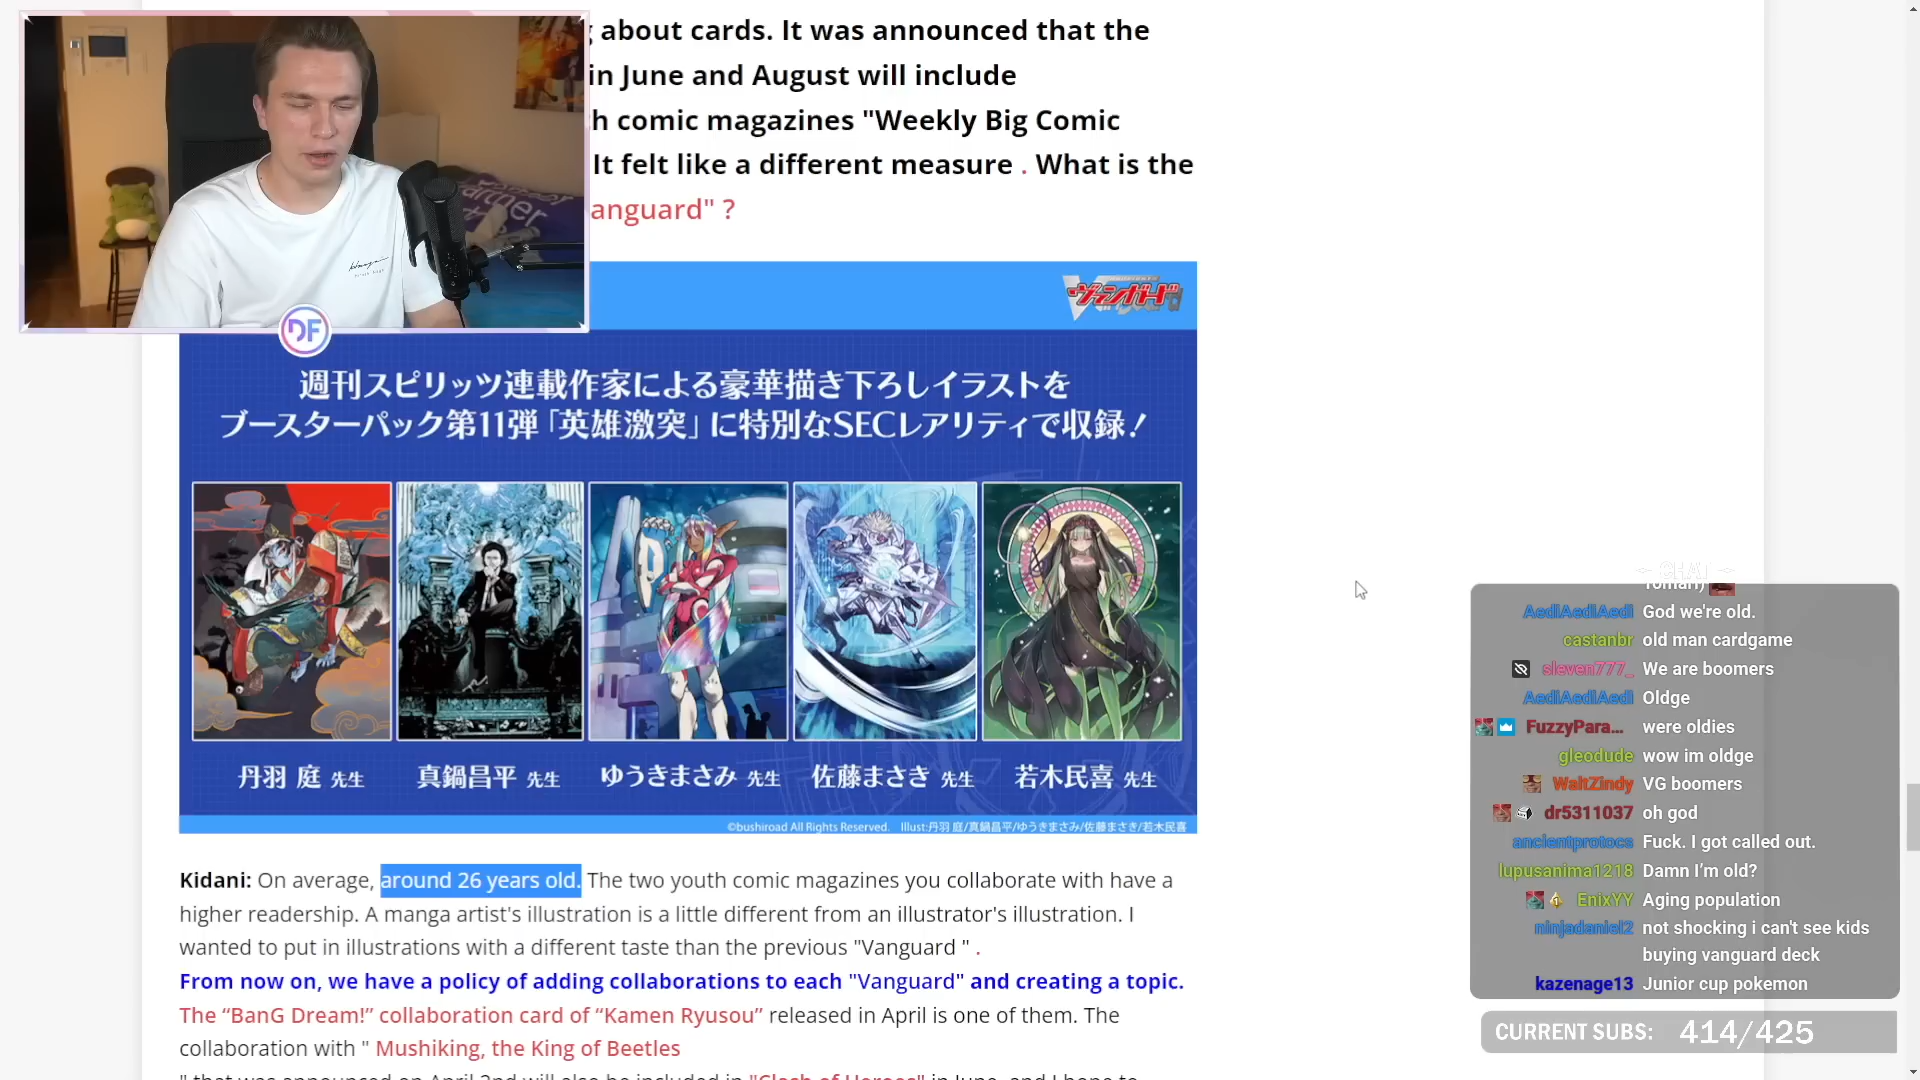 about cards. It was announced that the
in June and August will include
h comic magazines "Weekly Big Comic
It felt like a different measure . What is the
anguard" ?
DF
ヴァンガード
週刊スピリッツ連載作家による豪華描き下ろしイラストを
ブースターパック第11弾「英雄激突」に特別なSECレアリティで収録!
丹羽 庭 先生
真鍋昌平 先生
ゆうきまさみ 先生
佐藤まさき 先生
若木民喜 先生
©bushiroad All Rights Reserved. Illust:丹羽 庭/真鍋昌平/ゆうきまさみ/佐藤まさき/若木民喜
Kidani: On average, around 26 years old. The two youth comic magazines you collaborate with have a
higher readership. A manga artist's illustration is a little different from an illustrator's illustration. I
wanted to put in illustrations with a different taste than the previous "Vanguard " .
From now on, we have a policy of adding collaborations to each "Vanguard" and creating a topic.
The “BanG Dream!” collaboration card of “Kamen Ryusou” released in April is one of them. The
collaboration with " Mushiking, the King of Beetles
" that was announced on April 2nd will also be included in "Clash of Heroes" in June, and I hope to
CHAT
AediAediAedi God we're old.
castanbr old man cardgame
sleven777_ We are boomers
AediAediAedi Oldge
FuzzyPara... were oldies
gleodude wow im oldge
WaltZindy VG boomers
dr5311037 oh god
ancientprotocs Fuck. I got called out.
lupusanima1218 Damn I’m old?
EnixYY Aging population
ninjadaniel2 not shocking i can't see kids
buying vanguard deck
kazenage13 Junior cup pokemon
CURRENT SUBS: 414/425